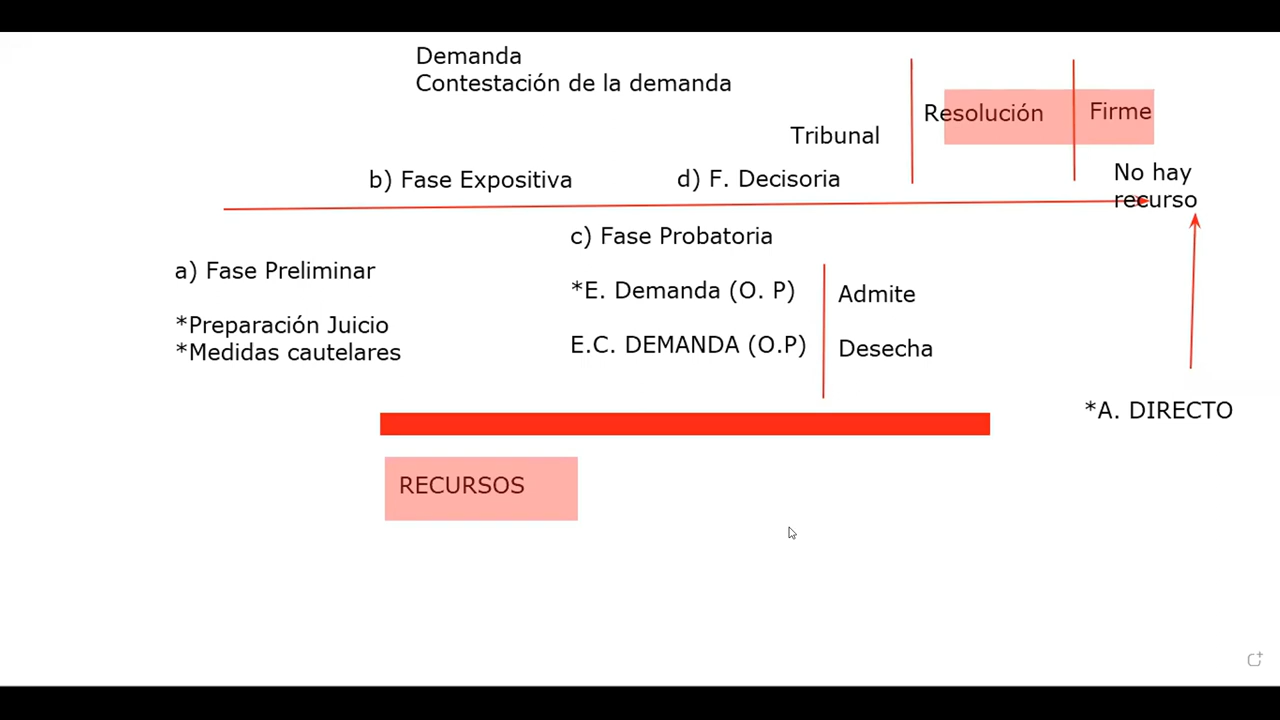 Demanda
Contestación de la demanda
Tribunal
Resolución
Firme
No hay
recurso
b) Fase Expositiva
d) F. Decisoria
c) Fase Probatoria
a) Fase Preliminar
*Preparación Juicio
*Medidas cautelares
*E. Demanda (O. P)
E.C. DEMANDA (O.P)
Admite
Desecha
*A. DIRECTO
RECURSOS